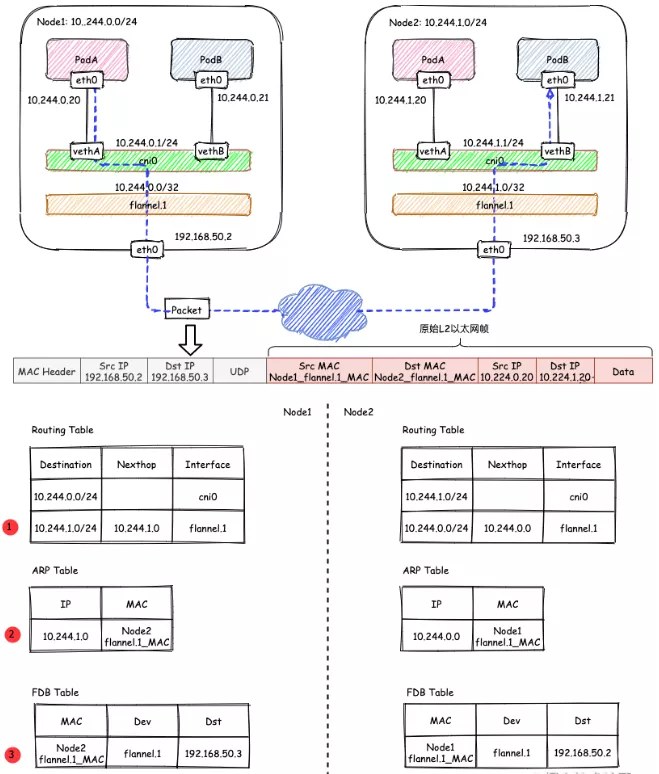 Node1: 10..244.0.0/24
Node2: 10.244.1.0/24
PodA
PodB
PodA
PodB
eth0
eth0
eth0
eth0
10.244.0.20
10.244.0.21
10.244.1.20
10.244.1.21
10.244.0.1/24
10.244.1.1/24
vethA
vethB
vethA
vethB
cni0
cni0
10.244.0.0/32
10.244.1.0/32
flannel.1
flannel.1
192.168.50.2
192.168.50.3
eth0
eth0
Packet
原始L2以太网帧
MAC Header
Src IP
192.168.50.2
Dst IP
192.168.50.3
UDP
Src MAC
Node1_flannel.1_MAC
Dst MAC
Node2_flannel.1_MAC
Src IP
10.224.0.20
Dst IP
10.224.1.20
Data
Node1
Node2
Routing Table
Destination Nexthop Interface
10.244.0.0/24 cni0
1
10.244.1.0/24 10.244.1.0 flannel.1
Routing Table
Destination Nexthop Interface
10.244.1.0/24 cni0
10.244.0.0/24 10.244.0.0 flannel.1
ARP Table
IP MAC
2
10.244.1.0 Node2
flannel.1_MAC
ARP Table
IP MAC
10.244.0.0 Node1
flannel.1_MAC
FDB Table
MAC Dev Dst
3
Node2
flannel.1_MAC flannel.1 192.168.50.3
FDB Table
MAC Dev Dst
Node1
flannel.1_MAC flannel.1 192.168.50.2